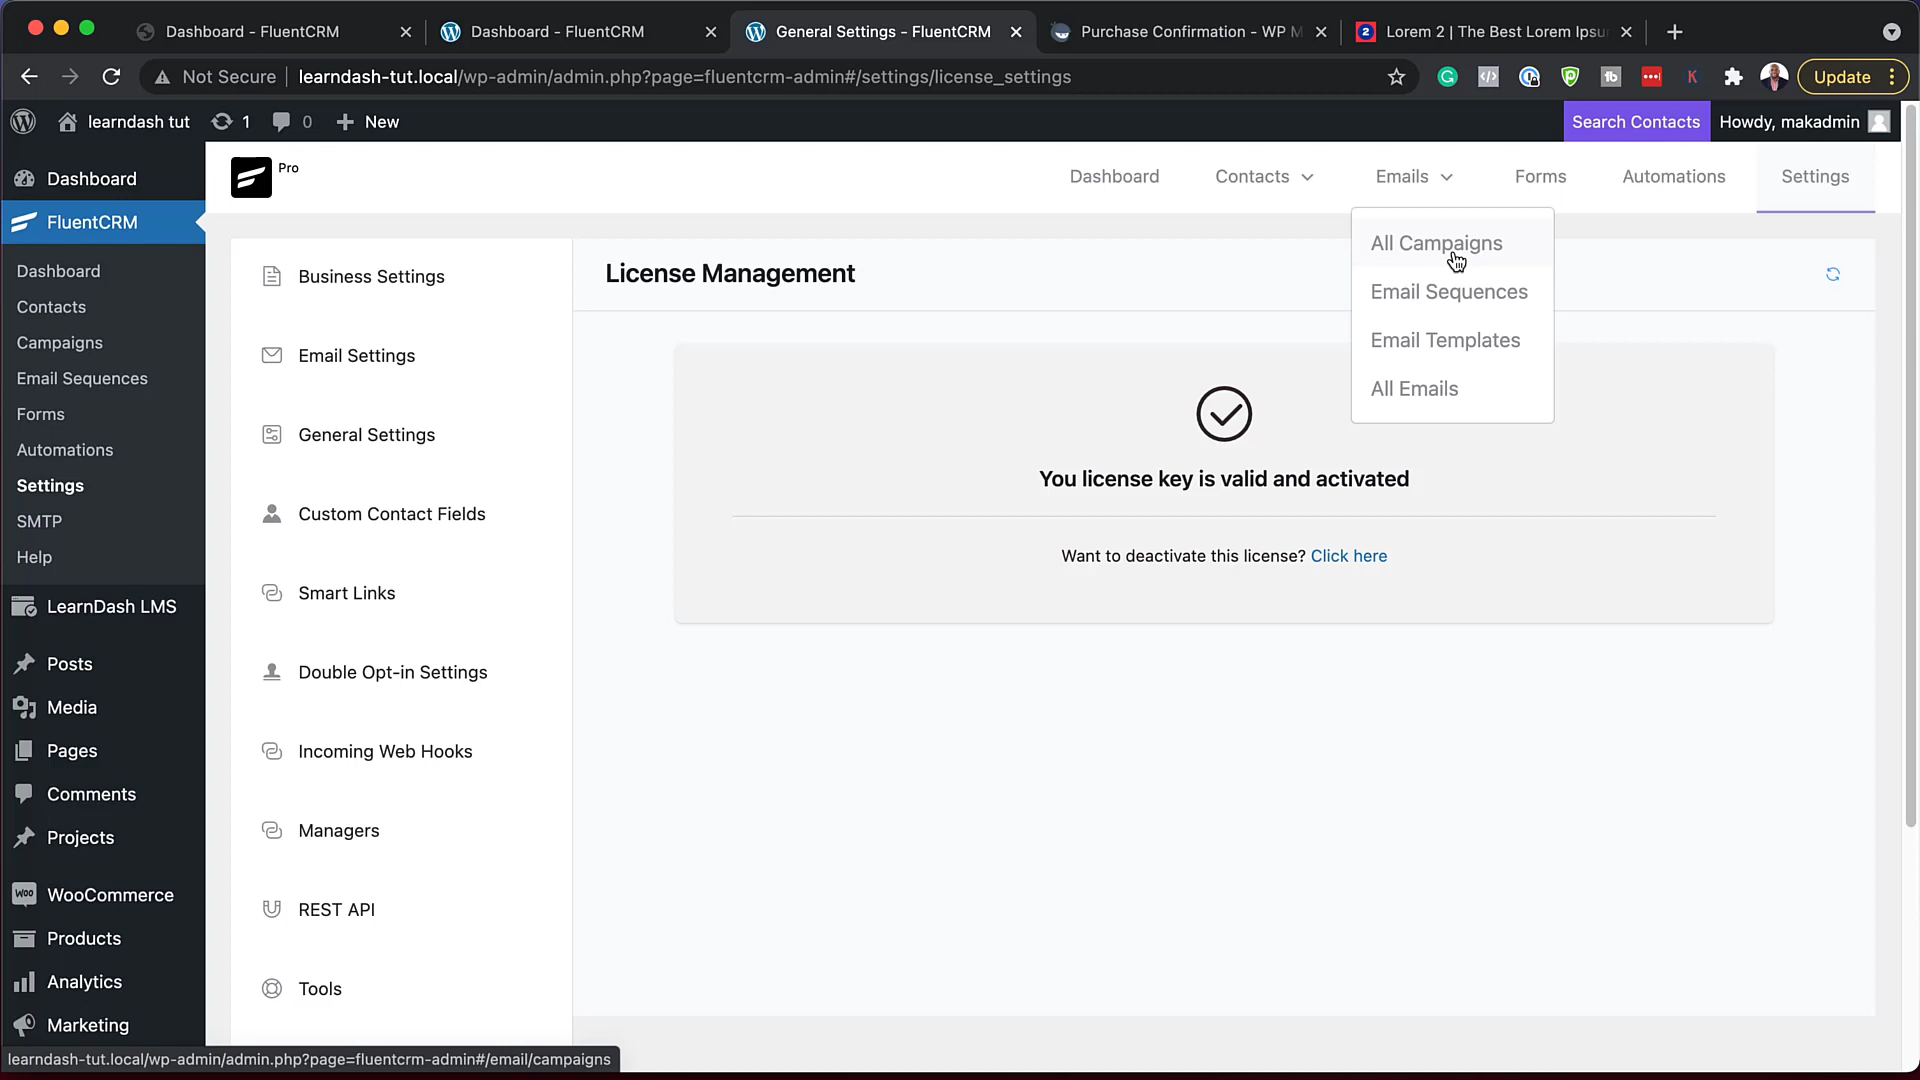 Dashboard - FluentCRM
Dashboard - FluentCRM
General Settings - FluentCRM
Purchase Confirmation - WP M
Lorem 2 | The Best Lorem Ipsu
Not Secure
learndash-tut.local/wp-admin/admin.php?page=fluentcrm-admin#/settings/license_settings
Update
learndash tut
1
0
New
Search Contacts
Howdy, makadmin
Pro
Dashboard
Contacts
Emails
Forms
Automations
Settings
All Campaigns
Email Sequences
Email Templates
All Emails
Dashboard
FluentCRM
Dashboard
Contacts
Campaigns
Email Sequences
Forms
Automations
Settings
SMTP
Help
LearnDash LMS
Posts
Media
Pages
Comments
Projects
WooCommerce
Products
Analytics
Marketing
Business Settings
Email Settings
General Settings
Custom Contact Fields
Smart Links
Double Opt-in Settings
Incoming Web Hooks
Managers
REST API
Tools
License Management
You license key is valid and activated
Want to deactivate this license? Click here
learndash-tut.local/wp-admin/admin.php?page=fluentcrm-admin#/email/campaigns